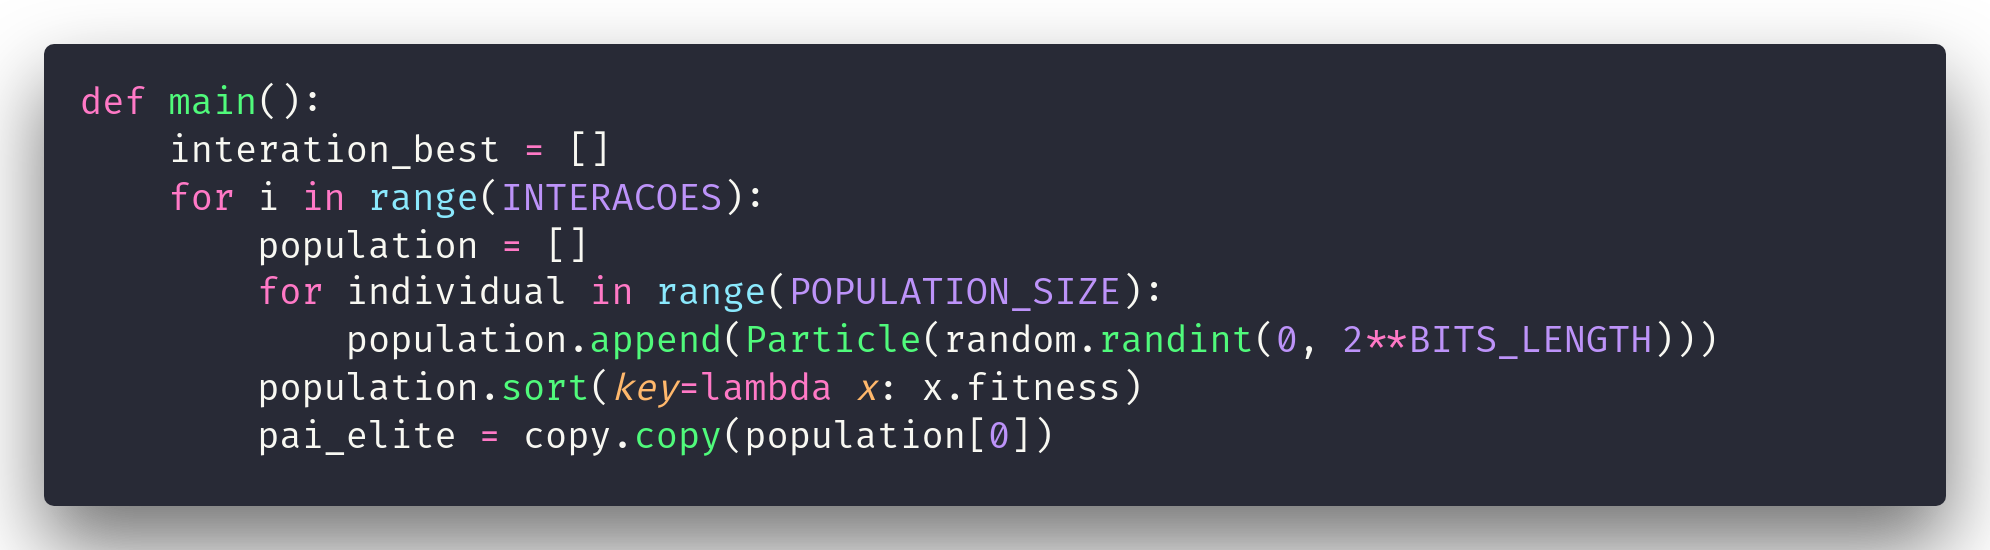 def main():
    interation_best = []
    for i in range(INTERACOES):
        population = []
        for individual in range(POPULATION_SIZE):
            population.append(Particle(random.randint(0, 2**BITS_LENGTH)))
        population.sort(key=lambda x: x.fitness)
        pai_elite = copy.copy(population[0])